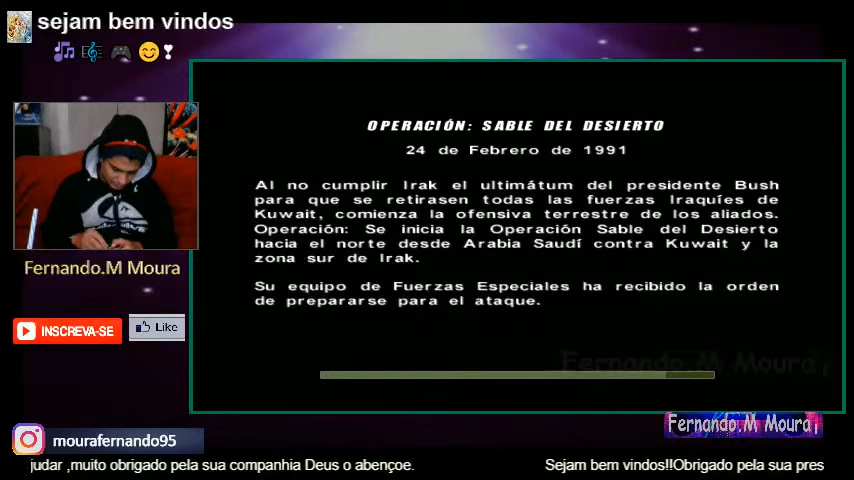 sejam bem vindos
OPERACIÓN: SABLE DEL DESIERTO
24 de Febrero de 1991
Al no cumplir Irak el ultimátum del presidente Bush
para que se retirasen todas las fuerzas Iraquíes de
Kuwait, comienza la ofensiva terrestre de los aliados.
Operación: Se inicia la Operación Sable del Desierto
hacia el norte desde Arabia Saudí contra Kuwait y la
zona sur de Irak.
Su equipo de Fuerzas Especiales ha recibido la orden
de prepararse para el ataque.
Fernando.M Moura
INSCREVA-SE
Like
Fernando.M Moura
Fernando.M Moura
mourafernando95
judar ,muito obrigado pela sua companhia Deus o abençoe.
Sejam bem vindos!!Obrigado pela sua pres